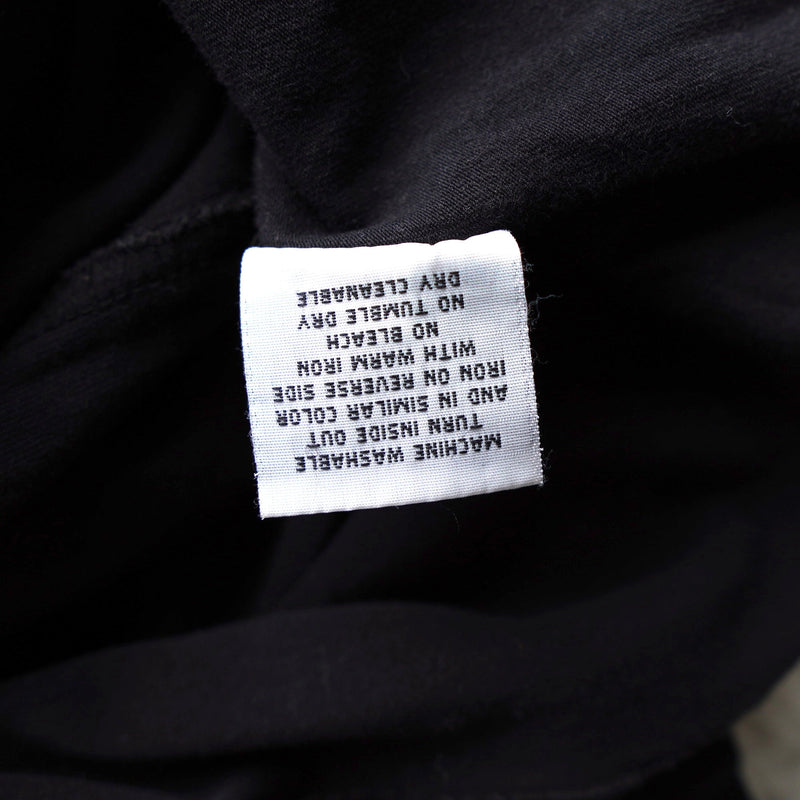 MACHINE WASHABLE
TURN INSIDE OUT
AND IN SIMILAR COLOR
IRON ON REVERSE SIDE
WITH WARM IRON
NO BLEACH
NO TUMBLE DRY
DRY CLEANABLE